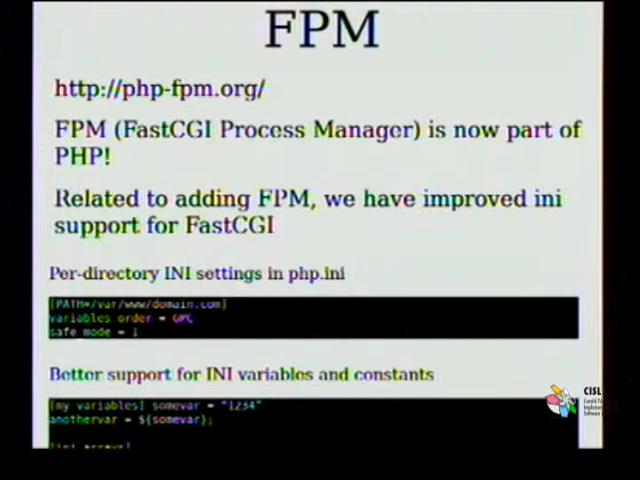 FPM
http://php-fpm.org/
FPM (FastCGI Process Manager) is now part of
PHP!
Related to adding FPM, we have improved ini
support for FastCGI
Per-directory INI settings in php.ini
[PATH=/var/www/domain.com]
variables_order = GPC
safe_mode = 1
Better support for INI variables and constants
[my variables] somevar = "1234"
anothervar = ${somevar};
CISL